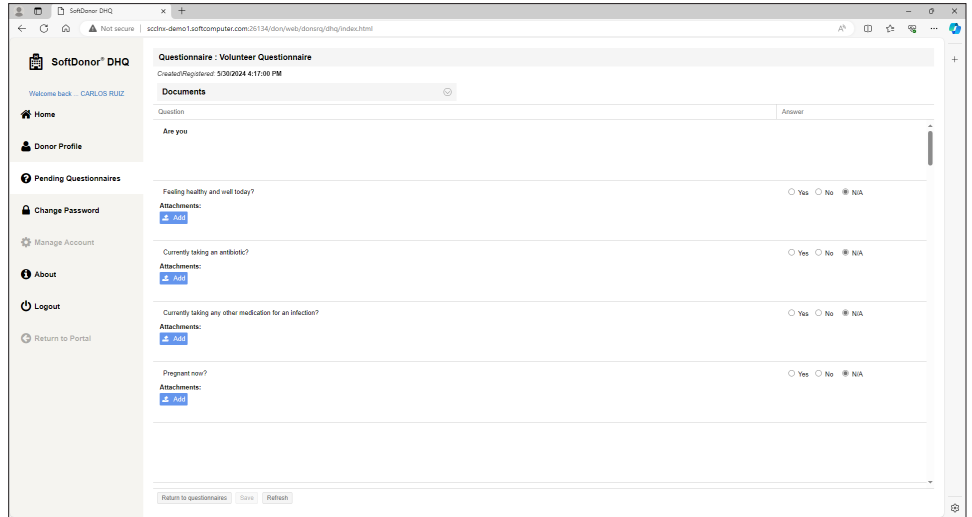 SoftDonor DHQ
Not secure | scclnx-demo1.softcomputer.com:26134/don/web/donsrq/dhq/index.html
SoftDonor® DHQ
Welcome back ... CARLOS RUIZ
Home
Donor Profile
Pending Questionnaires
Change Password
Manage Account
About
Logout
Return to Portal
Questionnaire : Volunteer Questionnaire
Created\Registered: 5/30/2024 4:17:00 PM
Documents
Question Answer
Are you
Feeling healthy and well today? Yes No N/A
Attachments:
Add
Currently taking an antibiotic? Yes No N/A
Attachments:
Add
Currently taking any other medication for an infection? Yes No N/A
Attachments:
Add
Pregnant now? Yes No N/A
Attachments:
Add
Return to questionnaires Save Refresh